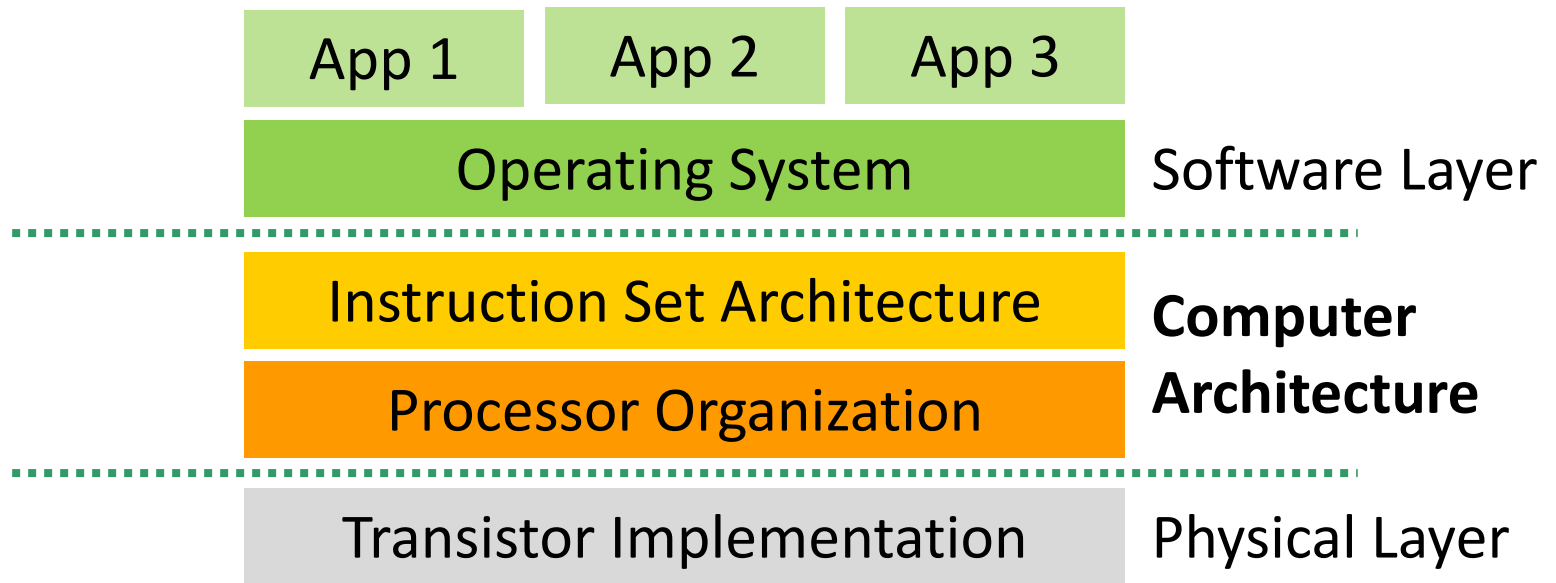 App 1
App 2
App 3
Operating System
Software Layer
Instruction Set Architecture
Computer
Architecture
Processor Organization
Transistor Implementation
Physical Layer